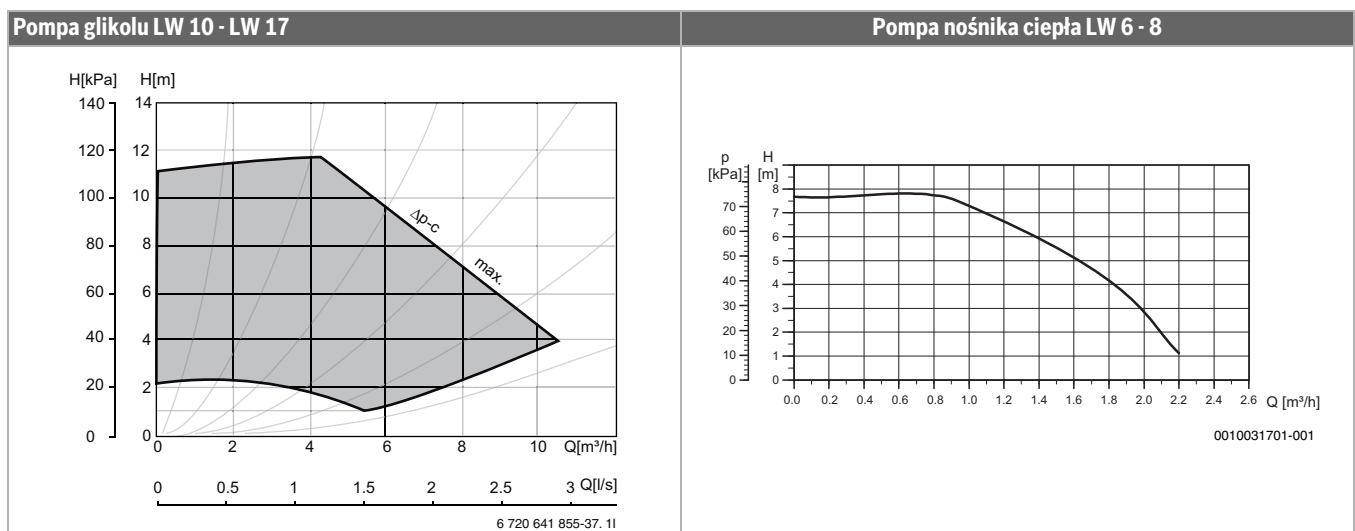 Pompa glikolu LW 10 - LW 17
Pompa nośnika ciepła LW 6 - 8
H[kPa] H[m]
140 14
120 12
100 10
80 8
60 6
40 4
20 2
0 0
Δp-c
max.
0 2 4 6 8 10 Q[m³/h]
0 0.5 1 1.5 2 2.5 3 Q[l/s]
6 720 641 855-37. 1I
p H
[kPa] [m]
8
70 7
60 6
50 5
40 4
30 3
20 2
10 1
0 0
0.0 0.2 0.4 0.6 0.8 1.0 1.2 1.4 1.6 1.8 2.0 2.2 2.4 2.6 Q [m³/h]
0010031701-001